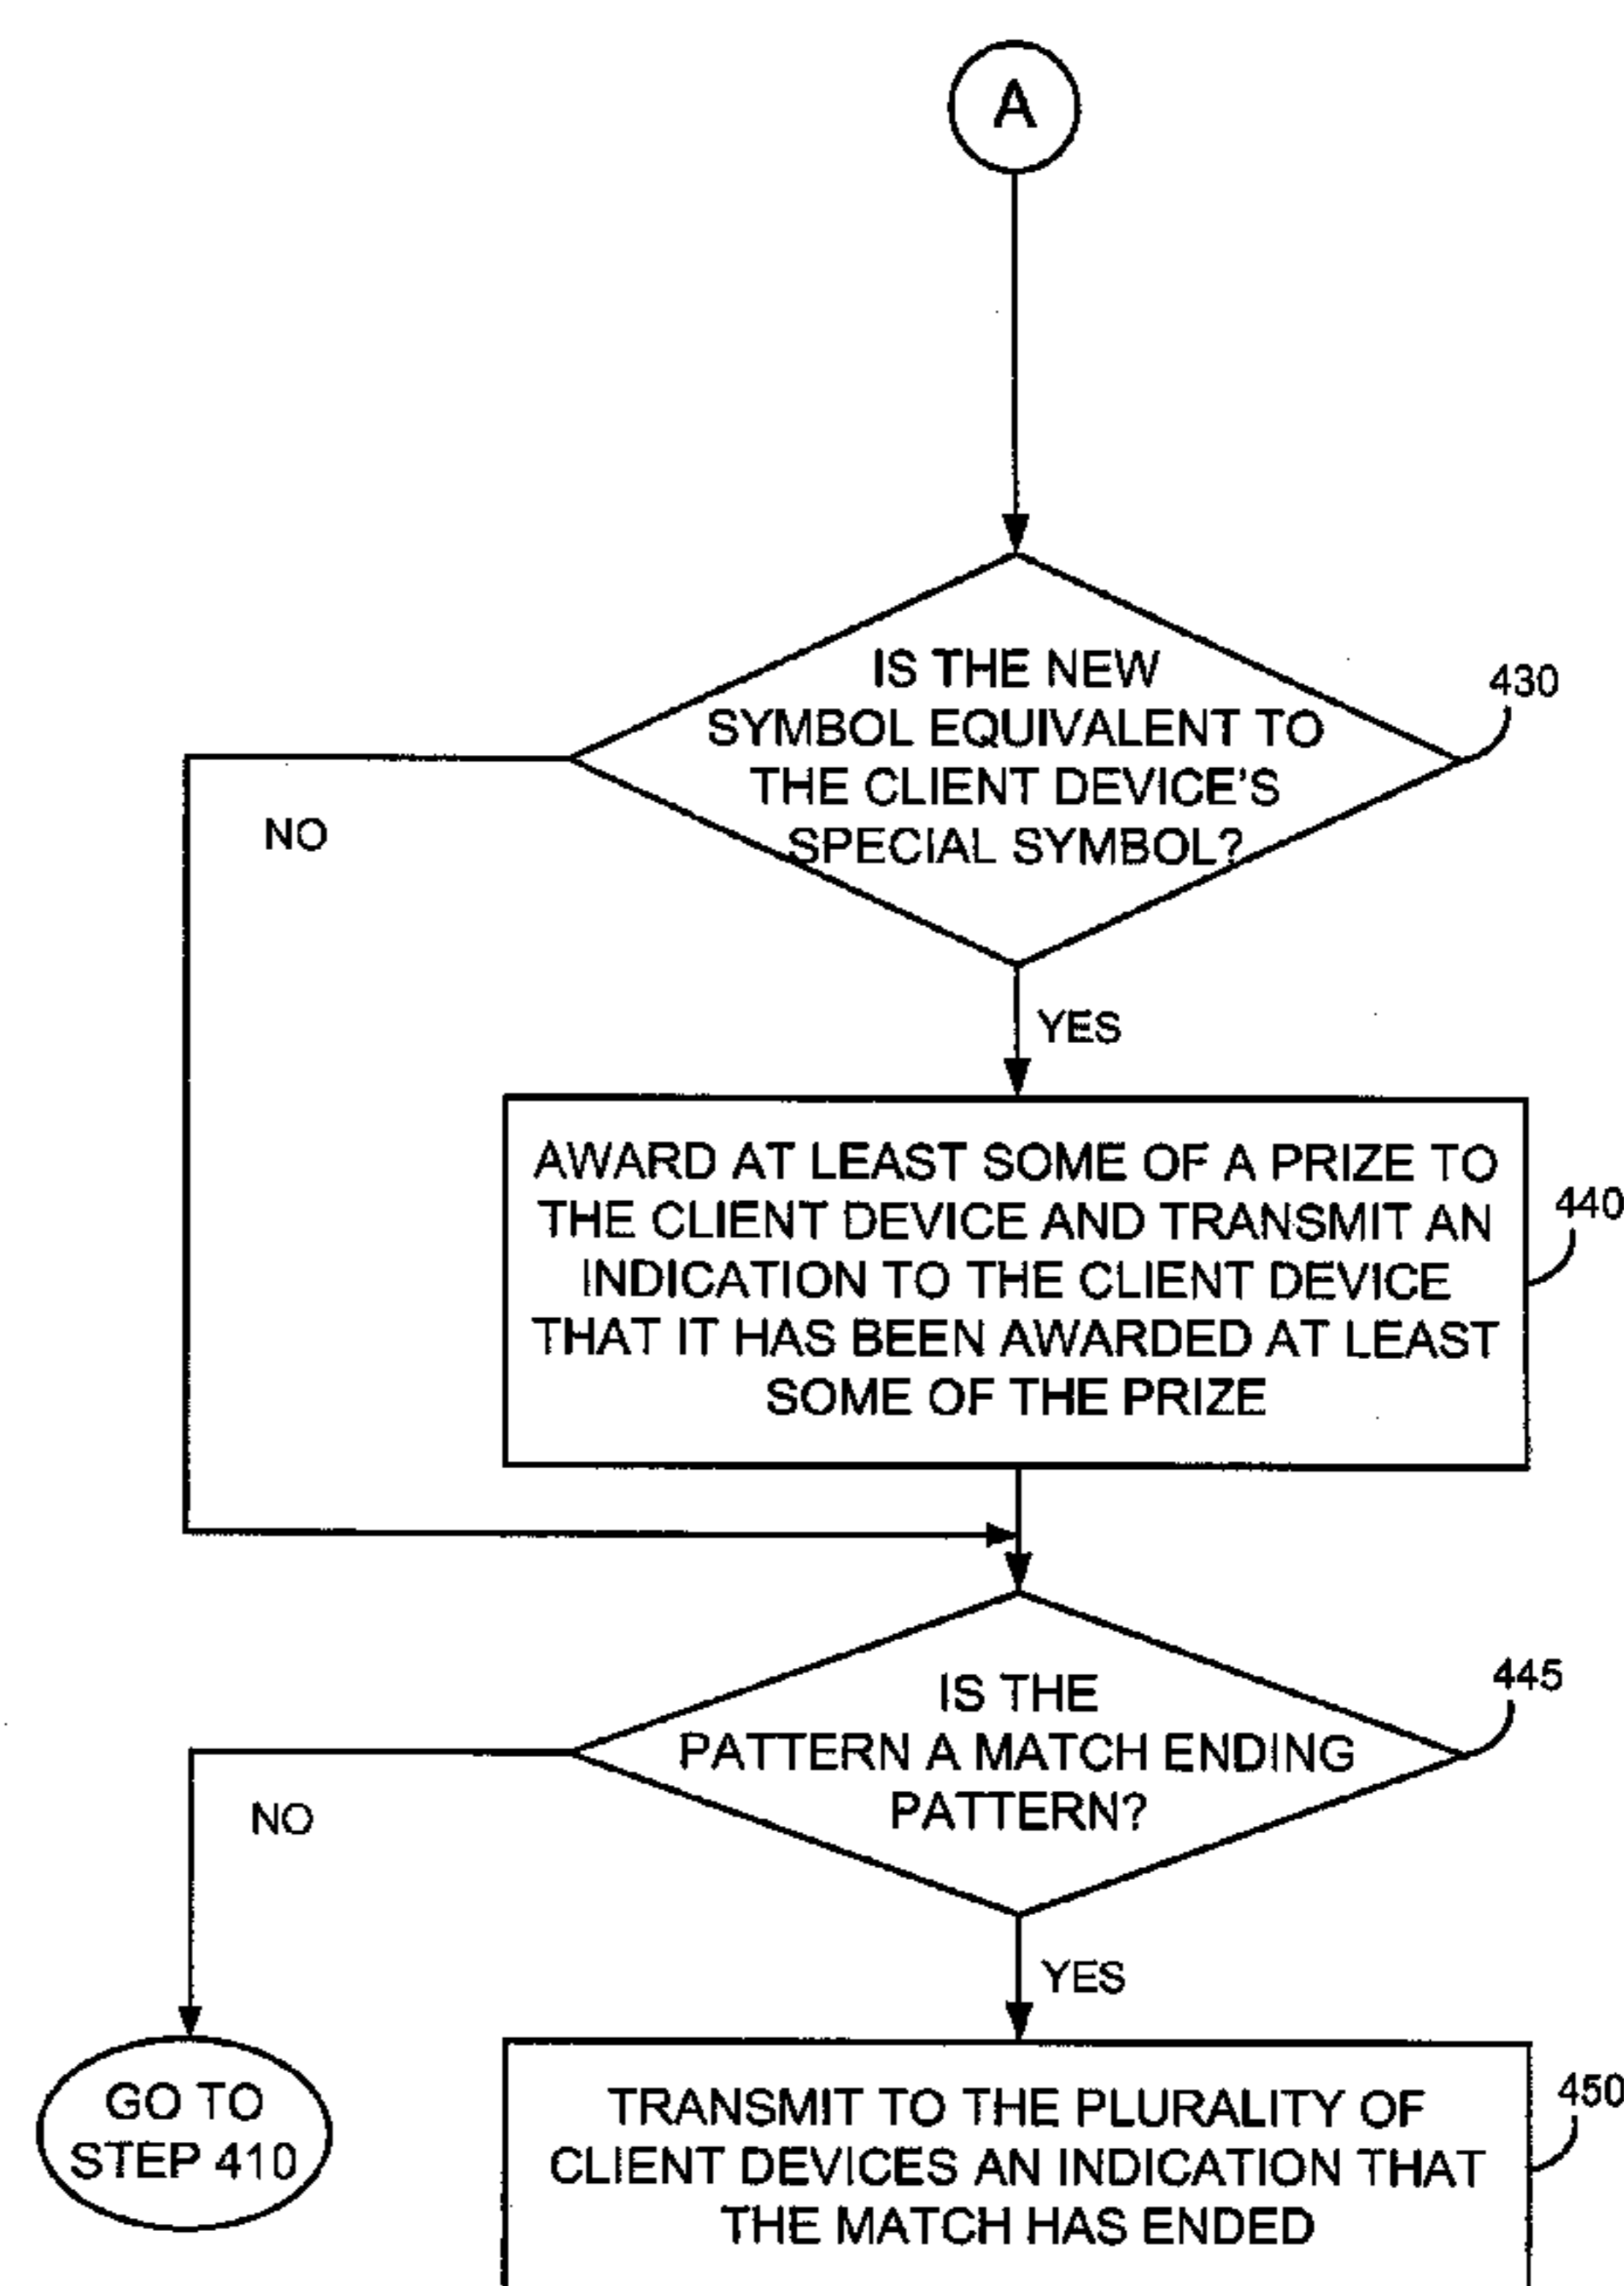 A
IS THE NEW
SYMBOL EQUIVALENT TO
THE CLIENT DEVICE'S
SPECIAL SYMBOL?
430
NO
YES
AWARD AT LEAST SOME OF A PRIZE TO
THE CLIENT DEVICE AND TRANSMIT AN
INDICATION TO THE CLIENT DEVICE
THAT IT HAS BEEN AWARDED AT LEAST
SOME OF THE PRIZE
440
IS THE
PATTERN A MATCH ENDING
PATTERN?
445
NO
YES
GO TO
STEP 410
TRANSMIT TO THE PLURALITY OF
CLIENT DEVICES AN INDICATION THAT
THE MATCH HAS ENDED
450